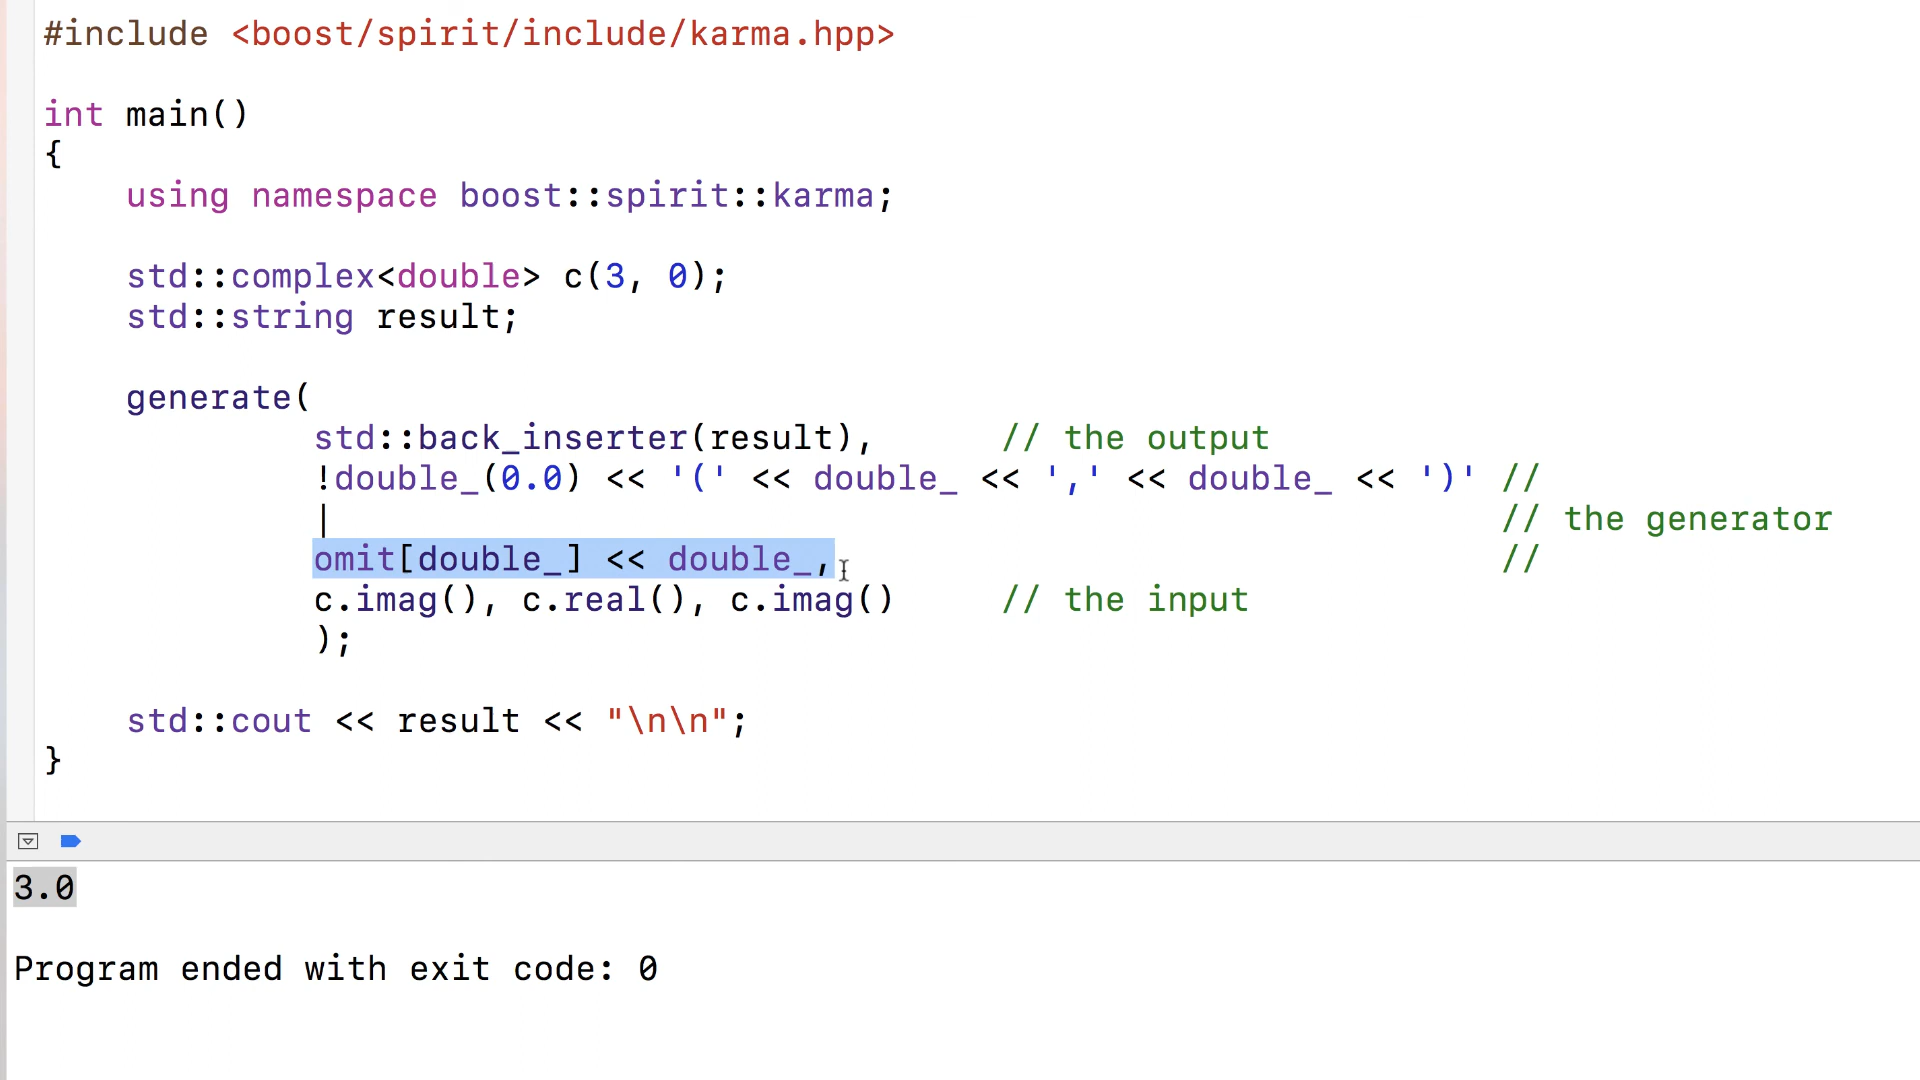 #include <boost/spirit/include/karma.hpp>
int main()
{
using namespace boost::spirit::karma;
std::complex<double> c(3, 0);
std::string result;
generate(
std::back_inserter(result), // the output
!double_(0.0) << '(' << double_ << ',' << double_ << ')' //
| // the generator
omit[double_] << double_, //
c.imag(), c.real(), c.imag() // the input
);
std::cout << result << "\n\n";
}
3.0
Program ended with exit code: 0